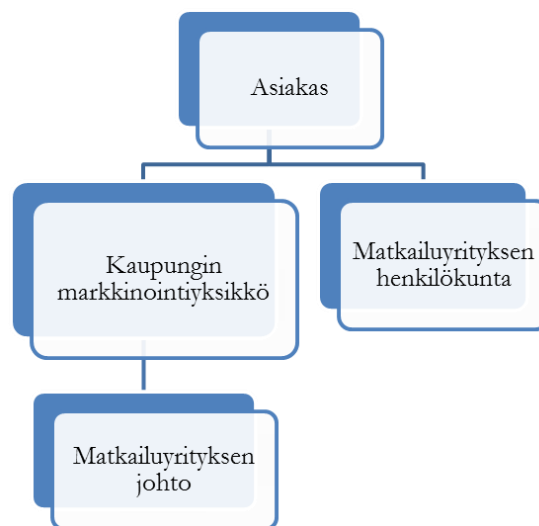 Asiakas
Kaupungin
markkinointiyksikkö
Matkailuyrityksen
henkilökunta
Matkailuyrityksen
johto